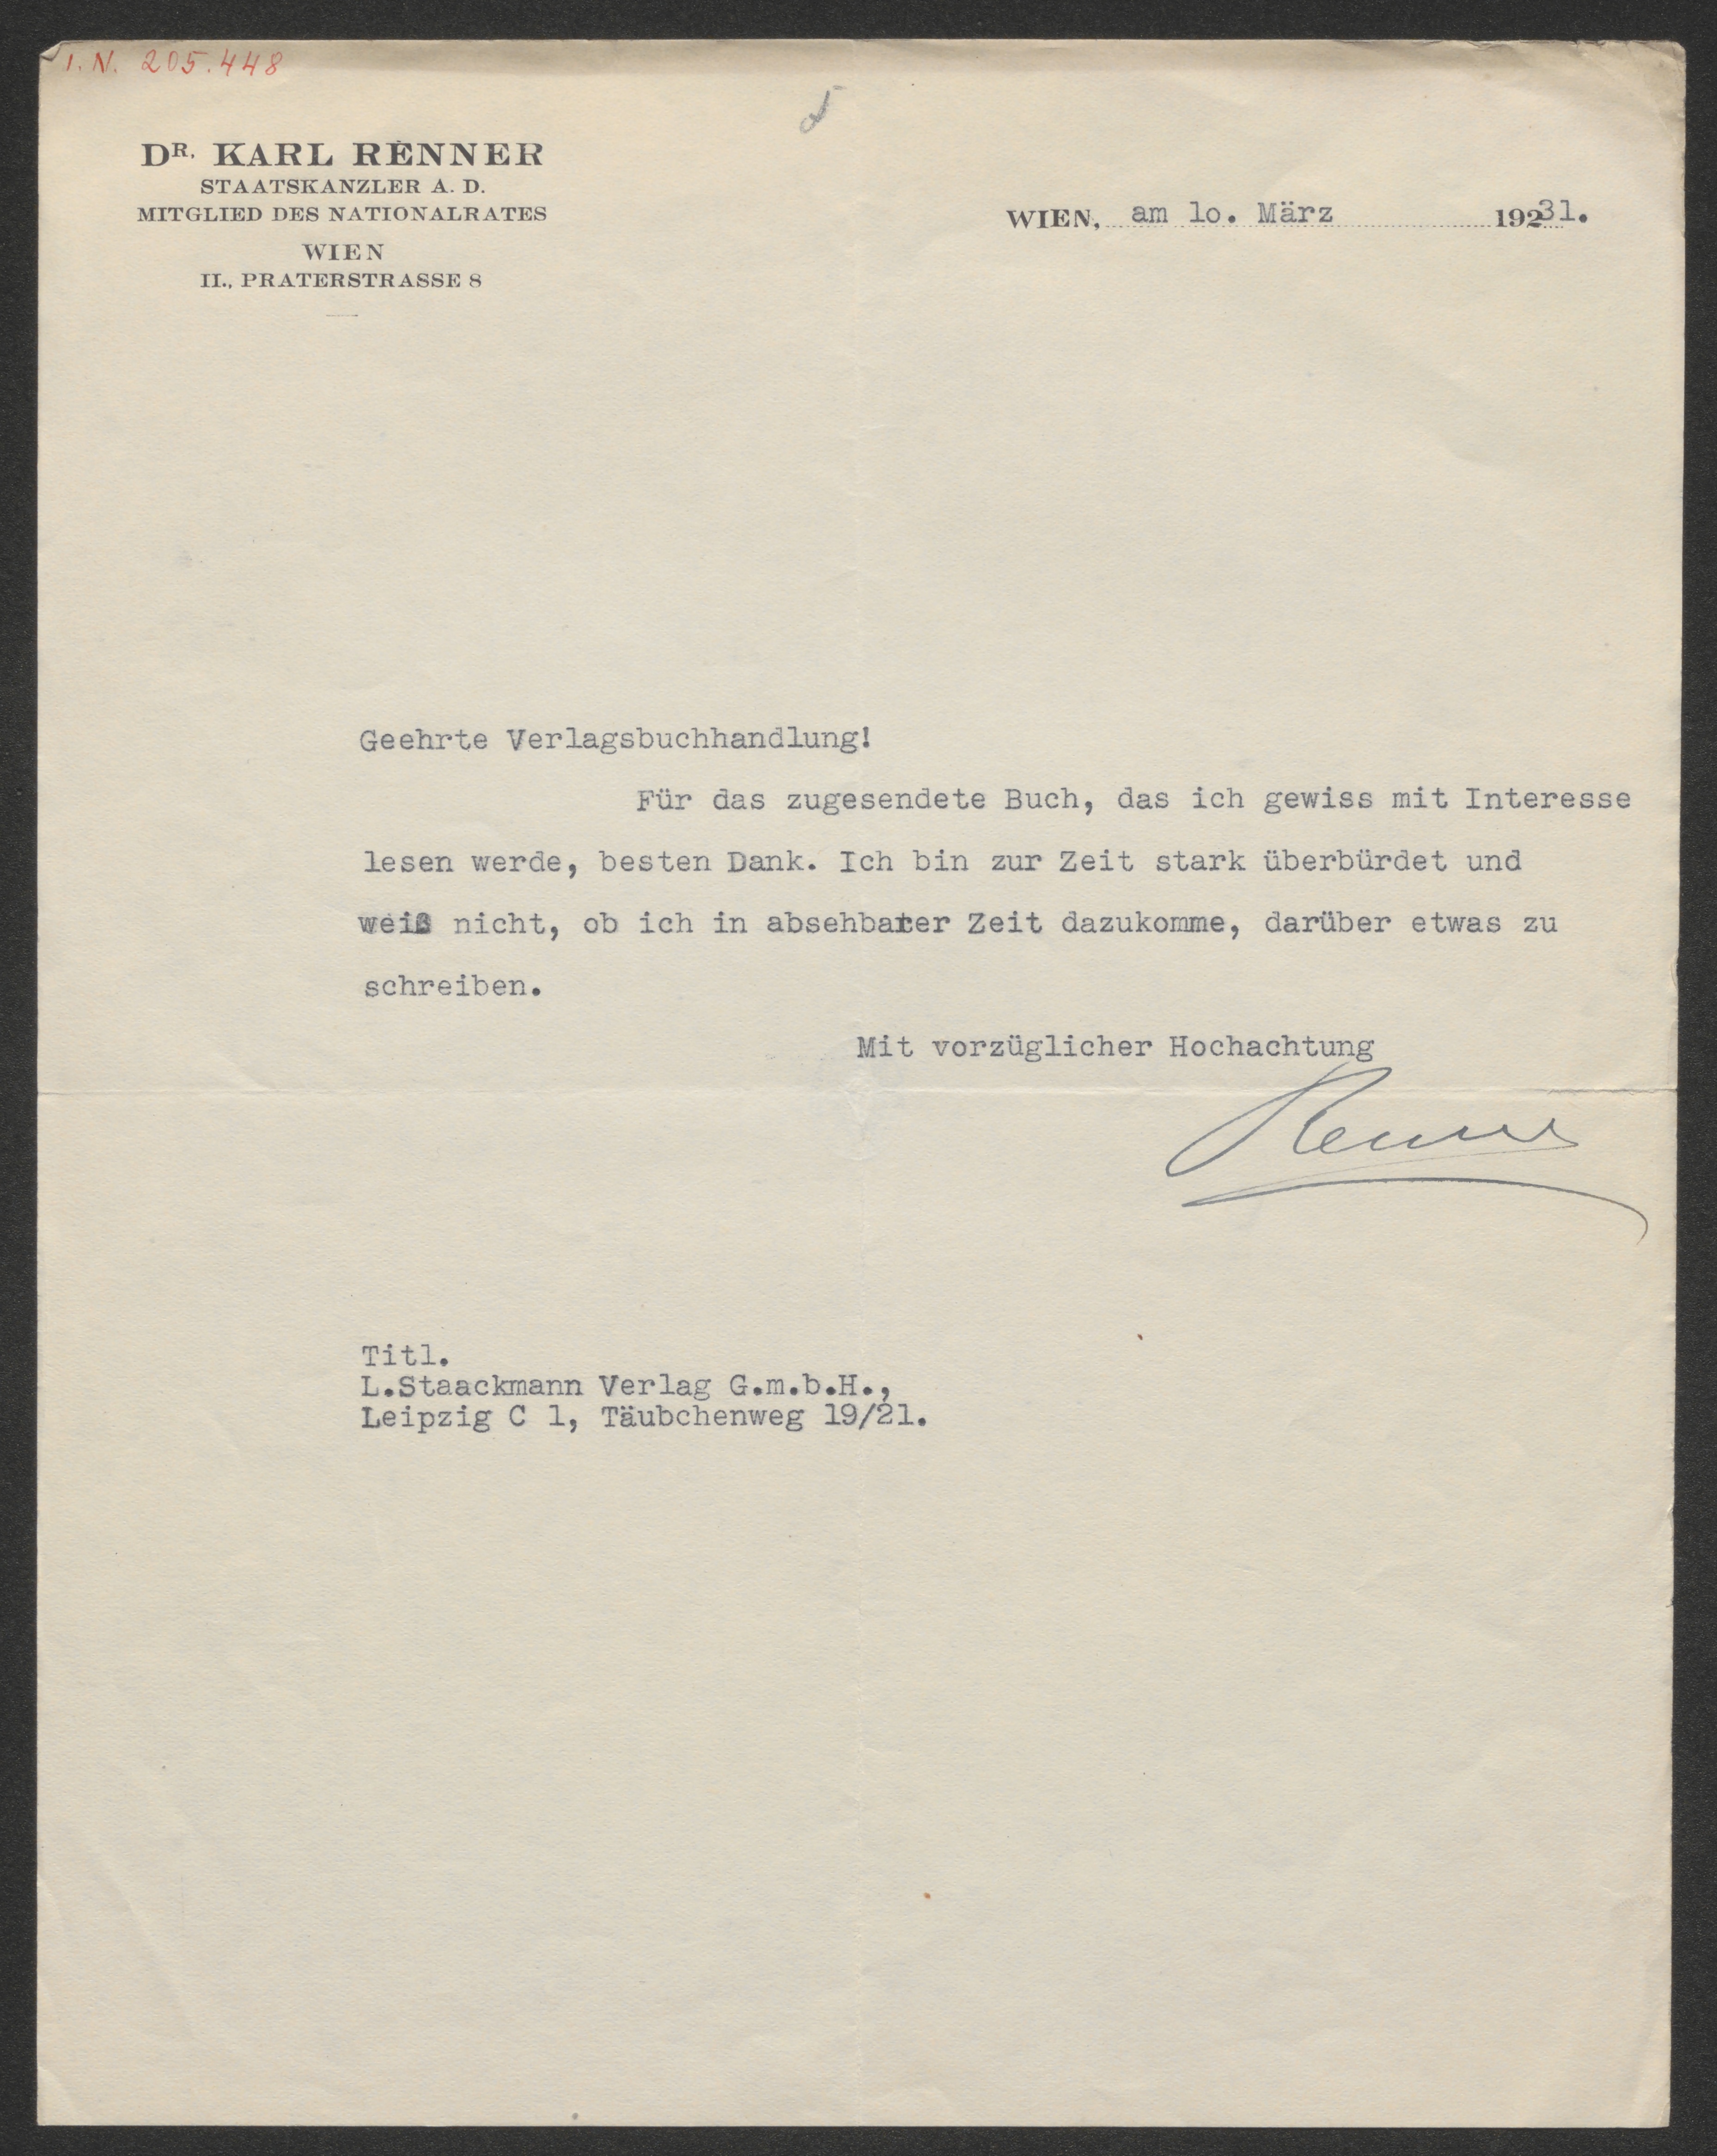 I.N. 205.448
DR. KARL RENNER
STAATSKANZLER A. D.
MITGLIED DES NATIONALRATES
WIEN
II., PRATERSTRASSE 8
WIEN, am lo. März 19231.
Geehrte Verlagsbuchhandlung!
Für das zugesendete Buch, das ich gewiss mit Interesse
lesen werde, besten Dank. Ich bin zur Zeit stark überbürdet und
weiß nicht, ob ich in absehbarer Zeit dazukomme, darüber etwas zu
schreiben.
Mit vorzüglicher Hochachtung
Renner
Titl.
L.Staackmann Verlag G.m.b.H.,
Leipzig C 1, Täubchenweg 19/21.